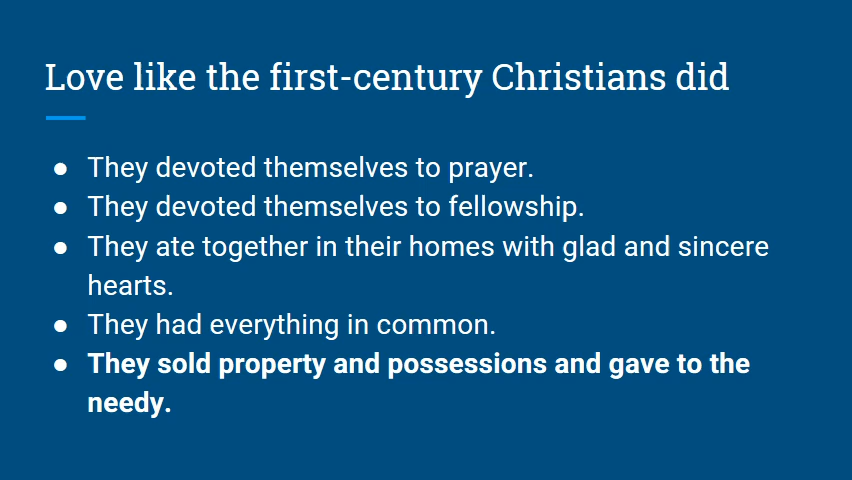 Love like the first-century Christians did
● They devoted themselves to prayer.
● They devoted themselves to fellowship.
● They ate together in their homes with glad and sincere
hearts.
● They had everything in common.
● They sold property and possessions and gave to the
needy.